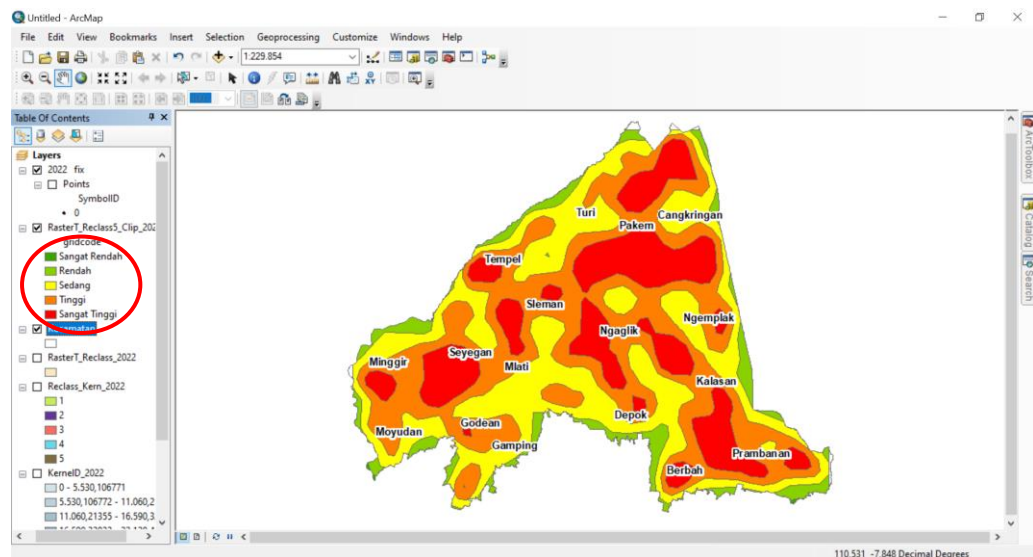 Untitled - ArcMap
File Edit View Bookmarks Insert Selection Geoprocessing Customize Windows Help
1:229.854
Table Of Contents
Layers
2022 fix
Points
SymbolID
0
RasterT_Reclass5_Clip_202
gridcode
Sangat Rendah
Rendah
Sedang
Tinggi
Sangat Tinggi
Kecamatan
RasterT_Reclass_2022
Reclass_Kern_2022
1
2
3
4
5
KernelD_2022
0 - 5.530,106771
5.530,106772 - 11.060,2
11.060,21355 - 16.590,3
Turi
Cangkringan
Pakem
Tempel
Sleman
Ngemplak
Ngaglik
Seyegan
Minggir
Mlati
Kalasan
Depok
Godean
Moyudan
Gamping
Prambanan
Berbah
ArcToolbox
Catalog
Search
110.531 -7.848 Decimal Degrees